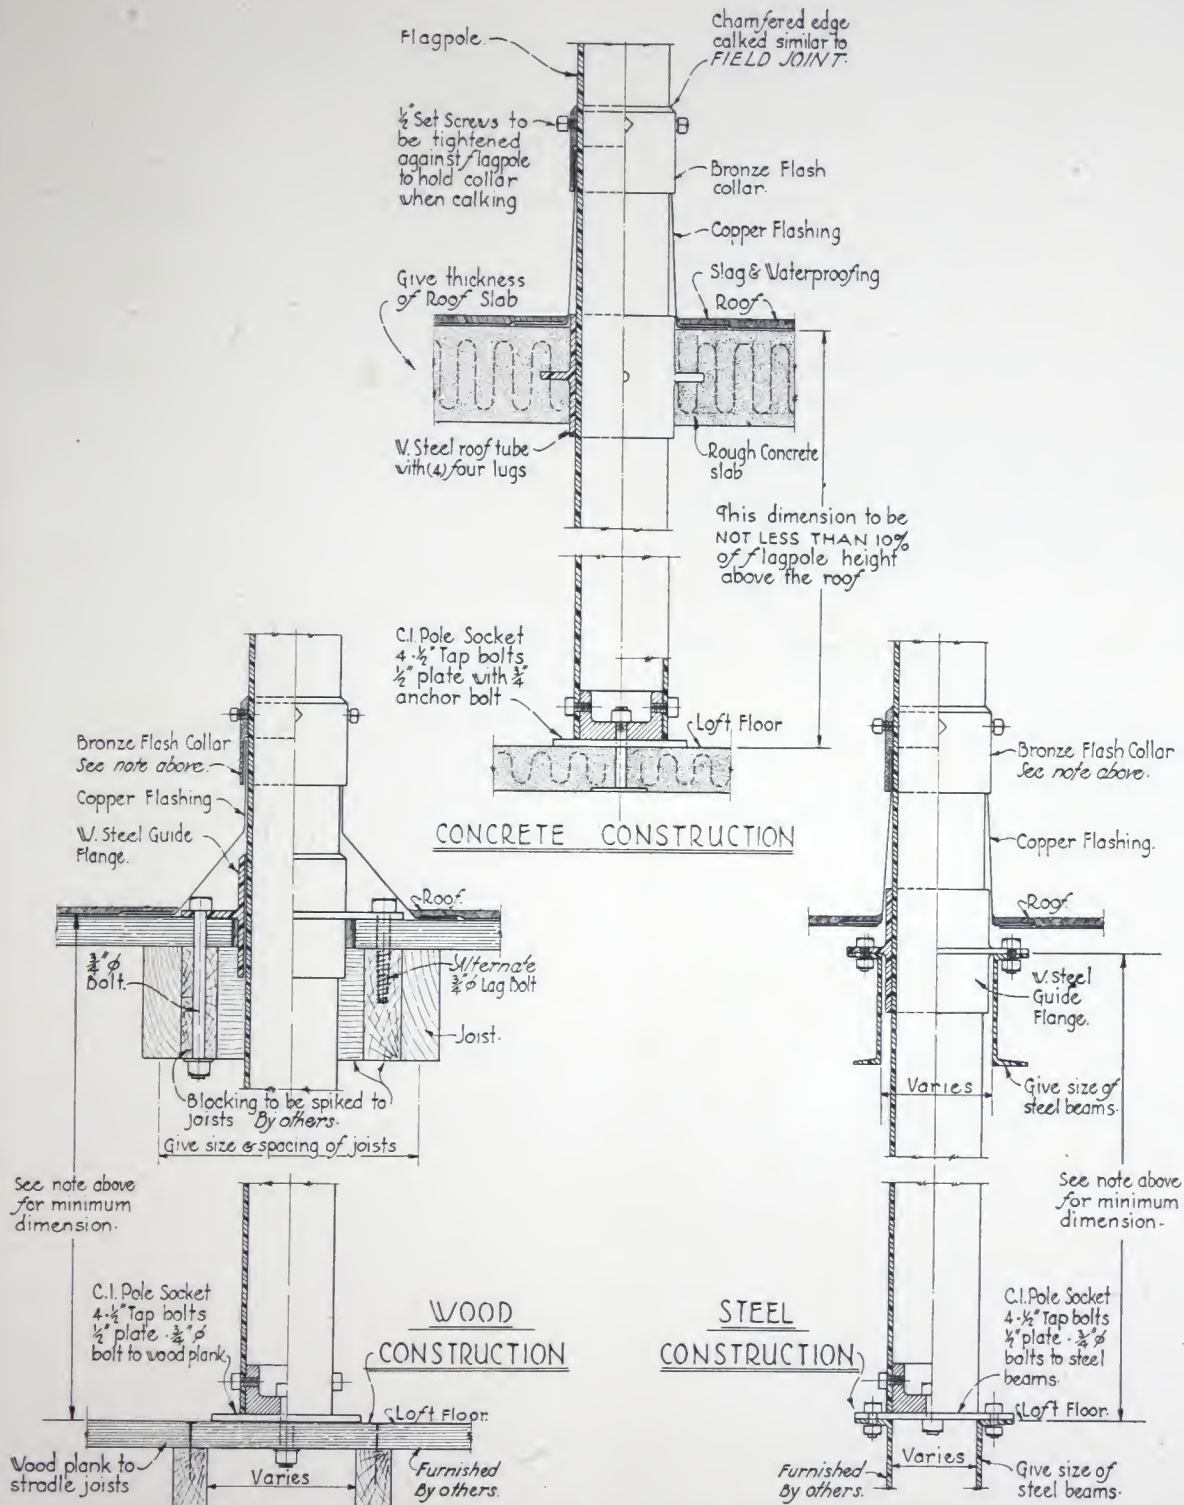 Flagpole.
Chamfered edge
calked similar to
FIELD JOINT.
½" Set Screws to
be tightened
against flagpole
to hold collar
when calking
Bronze Flash
collar.
Copper Flashing
Give thickness
of Roof Slab
Slag & Waterproofing
Roof
W. Steel roof tube
with (4) four lugs
Rough Concrete
slab
This dimension to be
NOT LESS THAN 10%
of flagpole height
above the roof
C.I. Pole Socket
4-½" Tap bolts
½" plate with ¾"
anchor bolt
Loft Floor
CONCRETE CONSTRUCTION
Bronze Flash Collar
See note above.
Copper Flashing
W. Steel Guide
Flange.
Roof.
¾"ϕ
Bolt.
Alternate
¾"ϕ Lag Bolt
Joist.
Blocking to be spiked to
joists By others.
Give size & spacing of joists
See note above
for minimum
dimension.
C.I. Pole Socket
4-½" Tap bolts
½" plate - ¾"ϕ
bolt to wood plank
WOOD
CONSTRUCTION
Loft Floor.
Wood plank to
stradle joists
Varies
Furnished
By others.
Bronze Flash Collar
See note above.
Copper Flashing.
Roof.
W. Steel
Guide
Flange.
Varies
Give size of
steel beams.
See note above
for minimum
dimension-
STEEL
CONSTRUCTION
C.I. Pole Socket
4-½" Tap bolts
½" plate - ¾"ϕ
bolts to steel
beams.
Loft Floor.
Furnished
By others.
Varies
Give size of
steel beams.